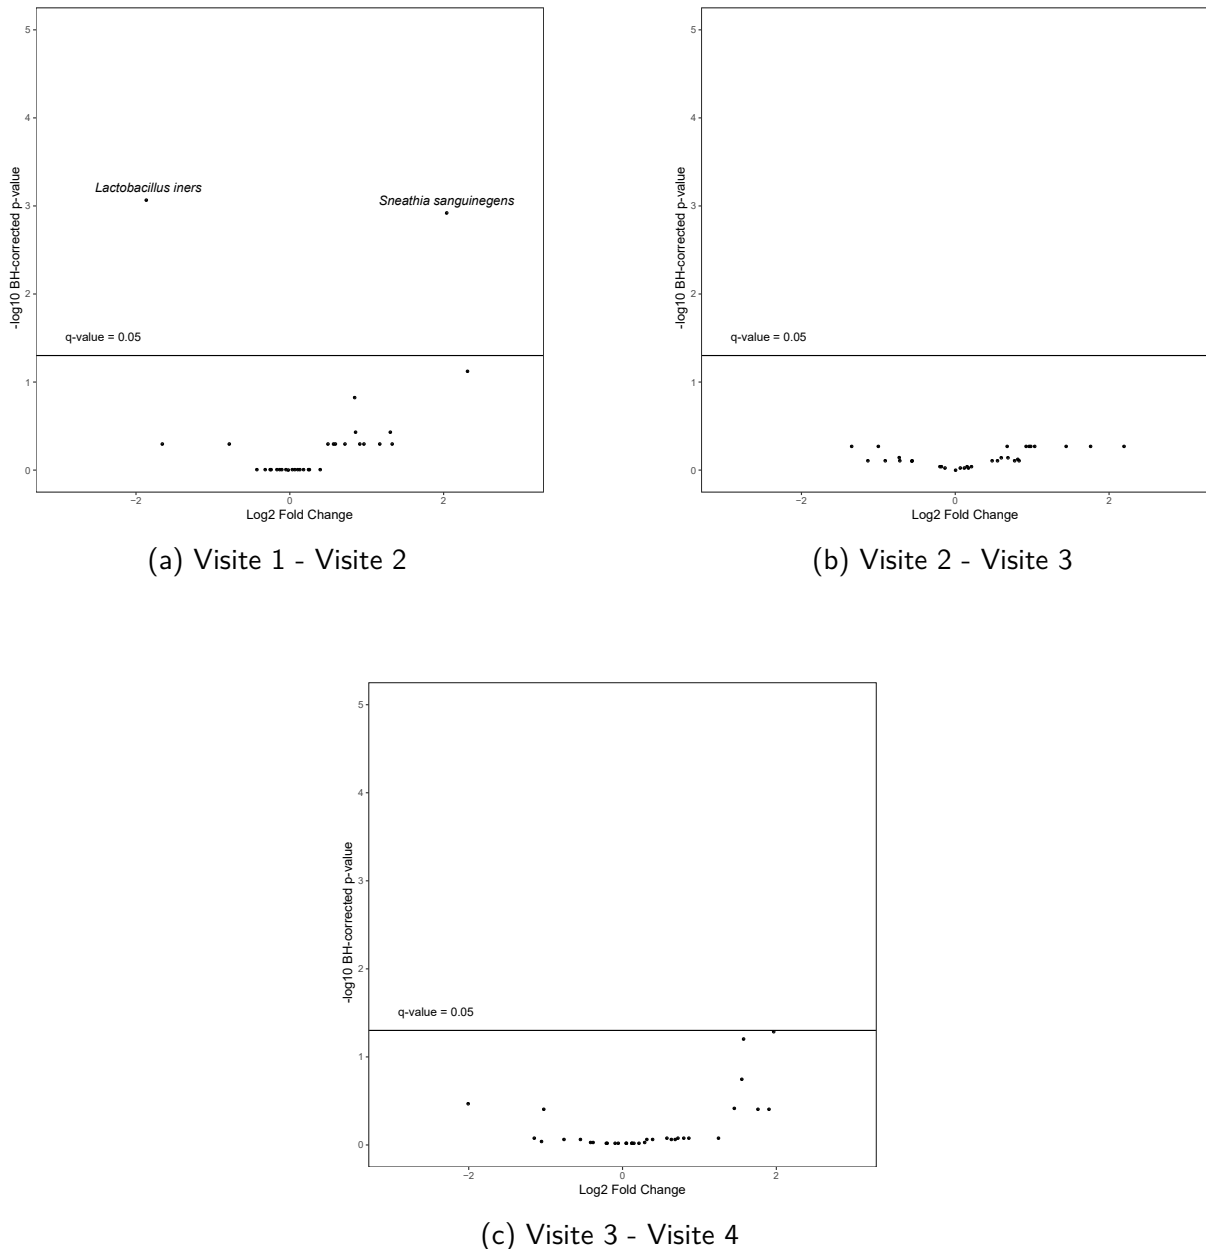 5
4
3
2
1
0
-log10 BH-corrected p-value
Lactobacillus iners
Sneathia sanguinegens
q-value = 0.05
−2
0
2
Log2 Fold Change
(a) Visite 1 - Visite 2
5
4
3
2
1
0
-log10 BH-corrected p-value
q-value = 0.05
−2
0
2
Log2 Fold Change
(b) Visite 2 - Visite 3
5
4
3
2
1
0
-log10 BH-corrected p-value
q-value = 0.05
−2
0
2
Log2 Fold Change
(c) Visite 3 - Visite 4